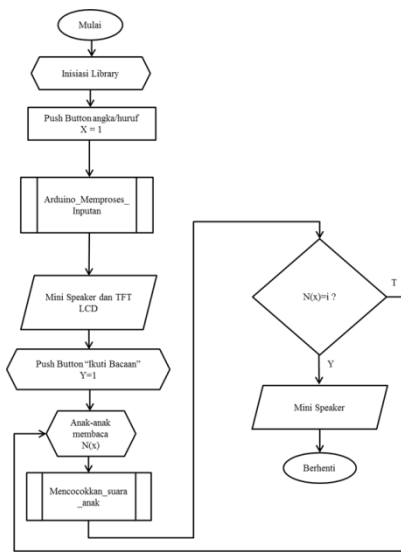 Mulai
Inisiasi Library
Push Button angka/huruf
X = 1
Arduino_Memproses_
Inputan
Mini Speaker dan TFT
LCD
Push Button “Ikuti Bacaan”
Y=1
Anak-anak
membaca
N(x)
Mencocokkan_suara
_anak
N(x)=i ?
T
Y
Mini Speaker
Berhenti